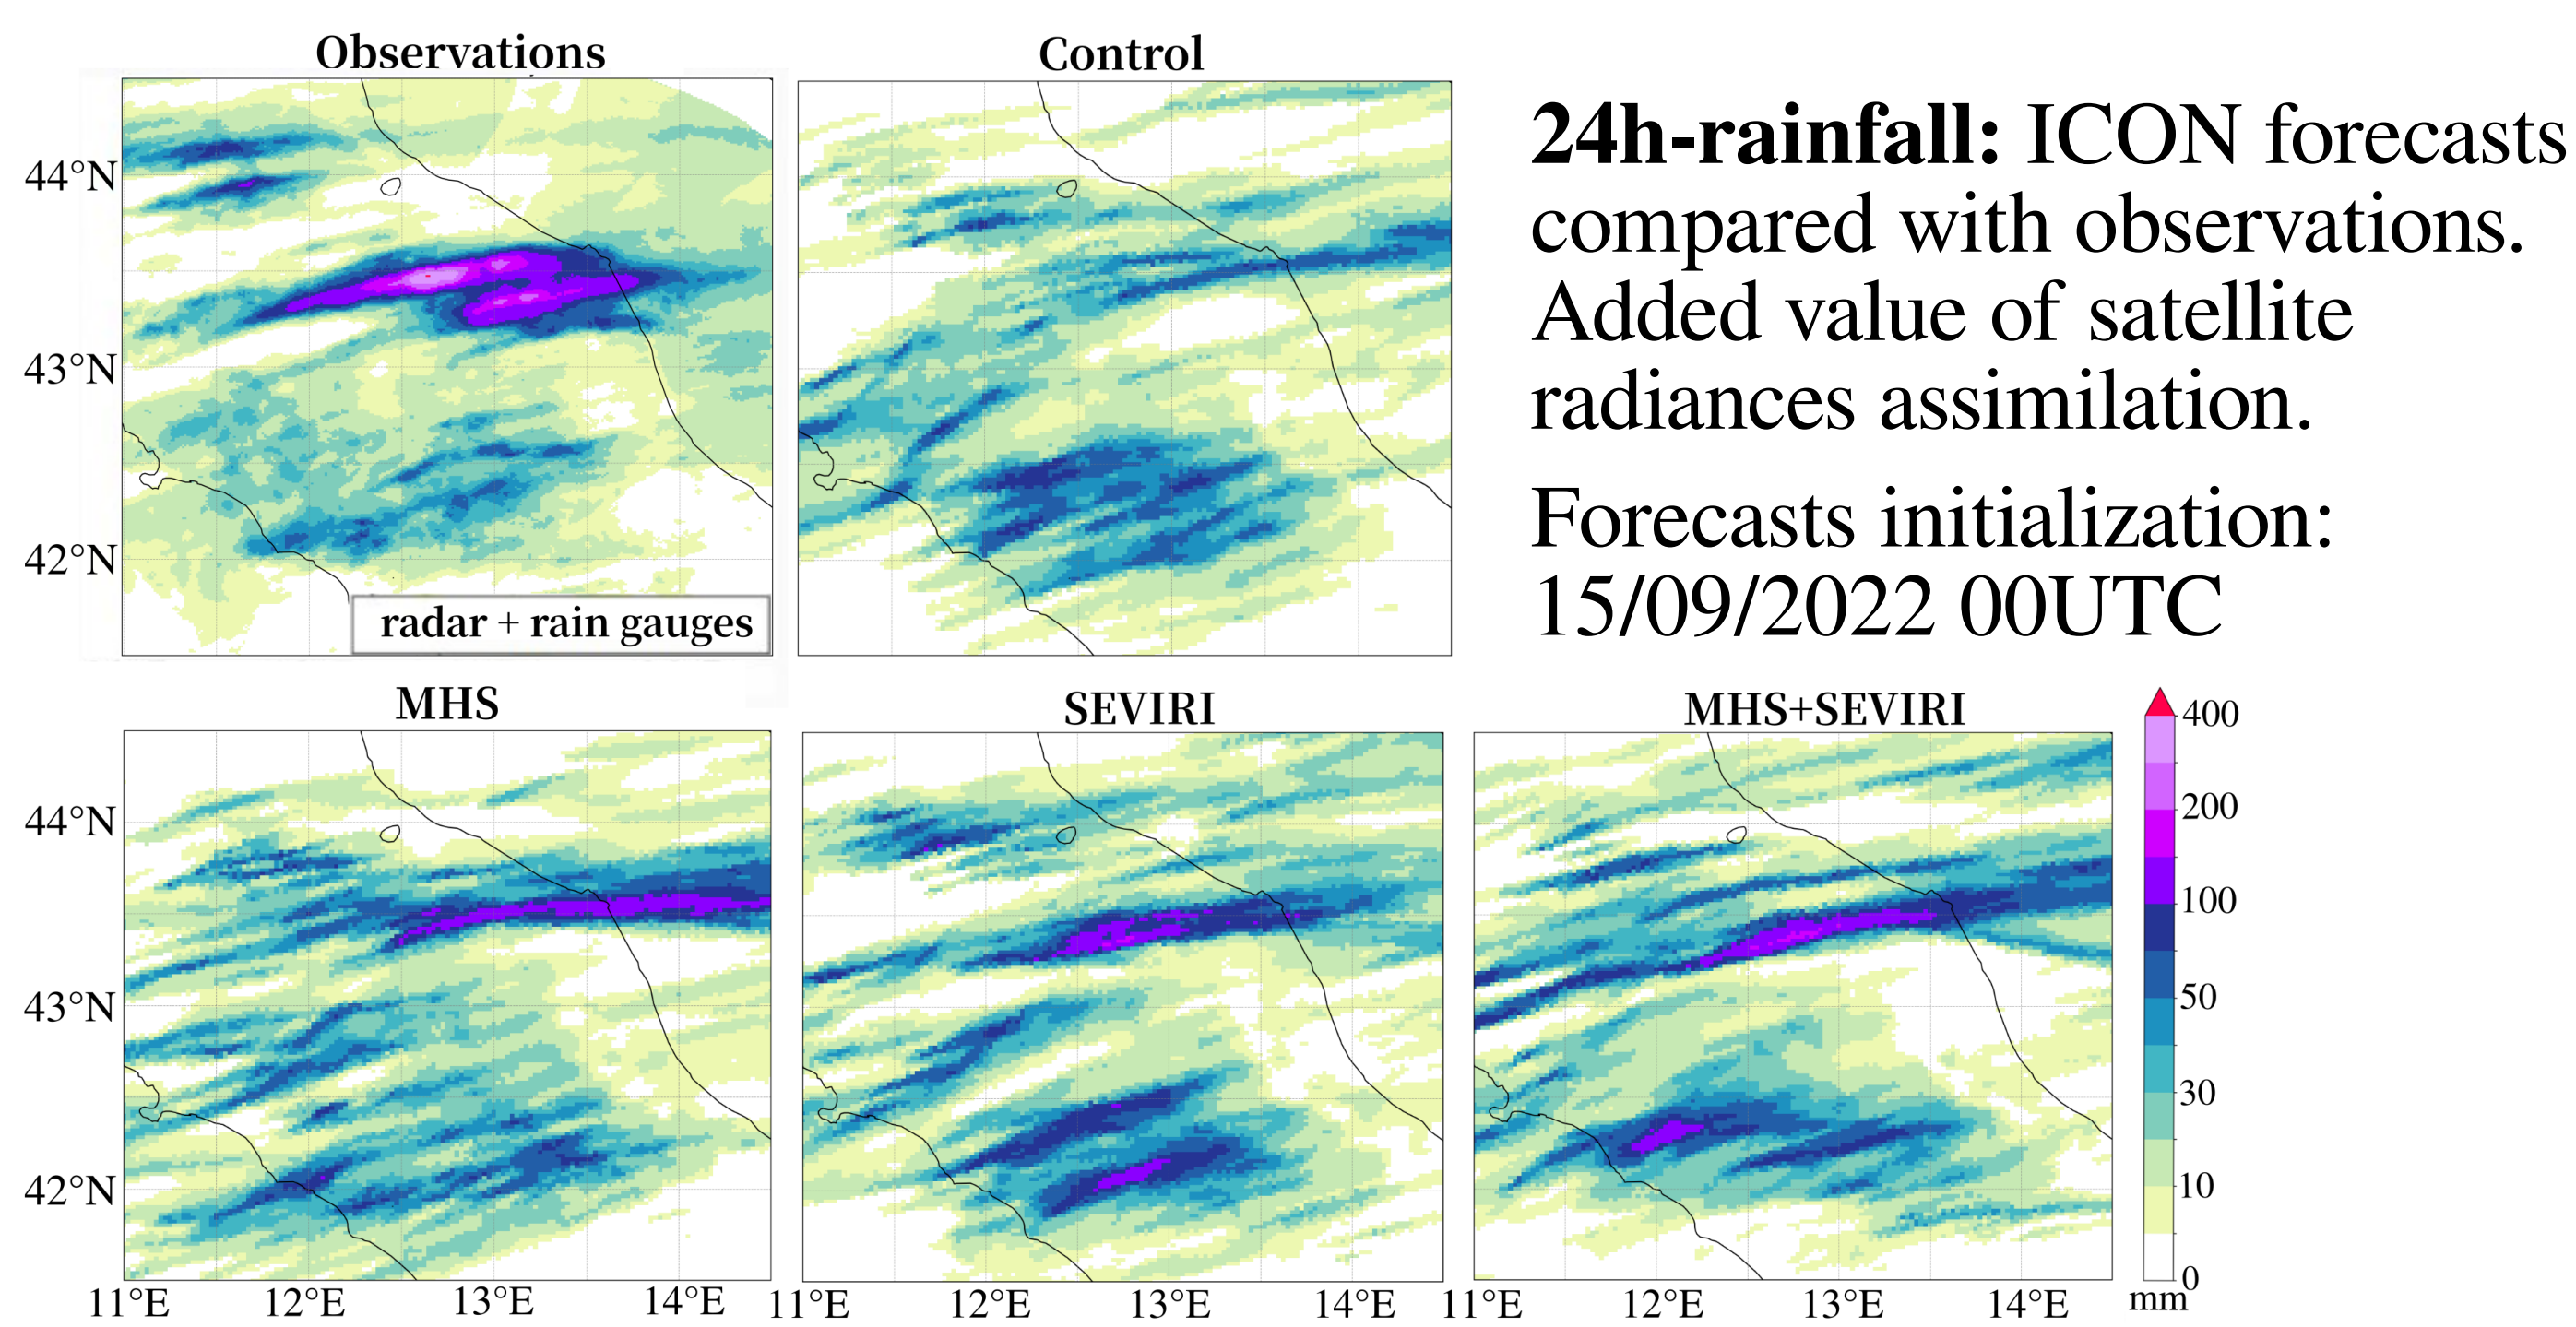 Observations
Control
24h-rainfall: ICON forecasts
compared with observations.
Added value of satellite
radiances assimilation.
Forecasts initialization:
15/09/2022 00UTC
44°N
43°N
42°N
radar + rain gauges
MHS
SEVIRI
MHS+SEVIRI
44°N
43°N
42°N
11°E 12°E 13°E 14°E
11°E 12°E 13°E 14°E
11°E 12°E 13°E 14°E
400
200
100
50
30
10
0
mm